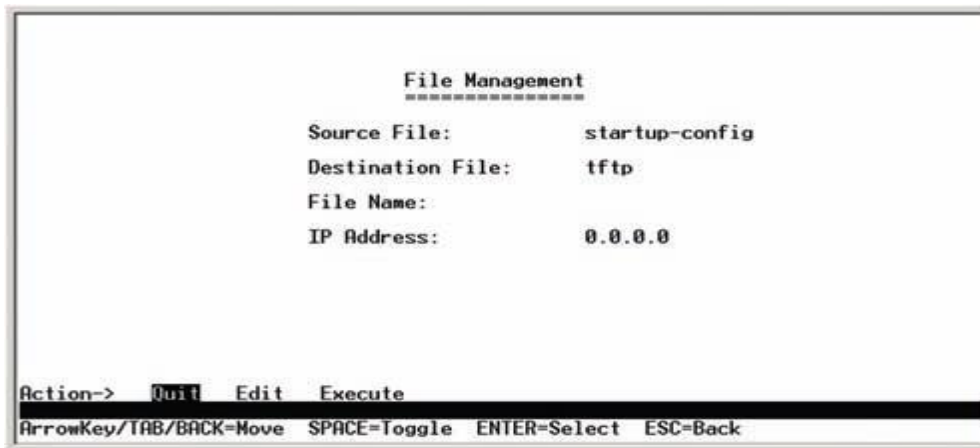 File Management
===============
Source File: startup-config
Destination File: tftp
File Name:
IP Address: 0.0.0.0
Action-> Quit Edit Execute
ArrowKey/TAB/BACK=Move SPACE=Toggle ENTER=Select ESC=Back